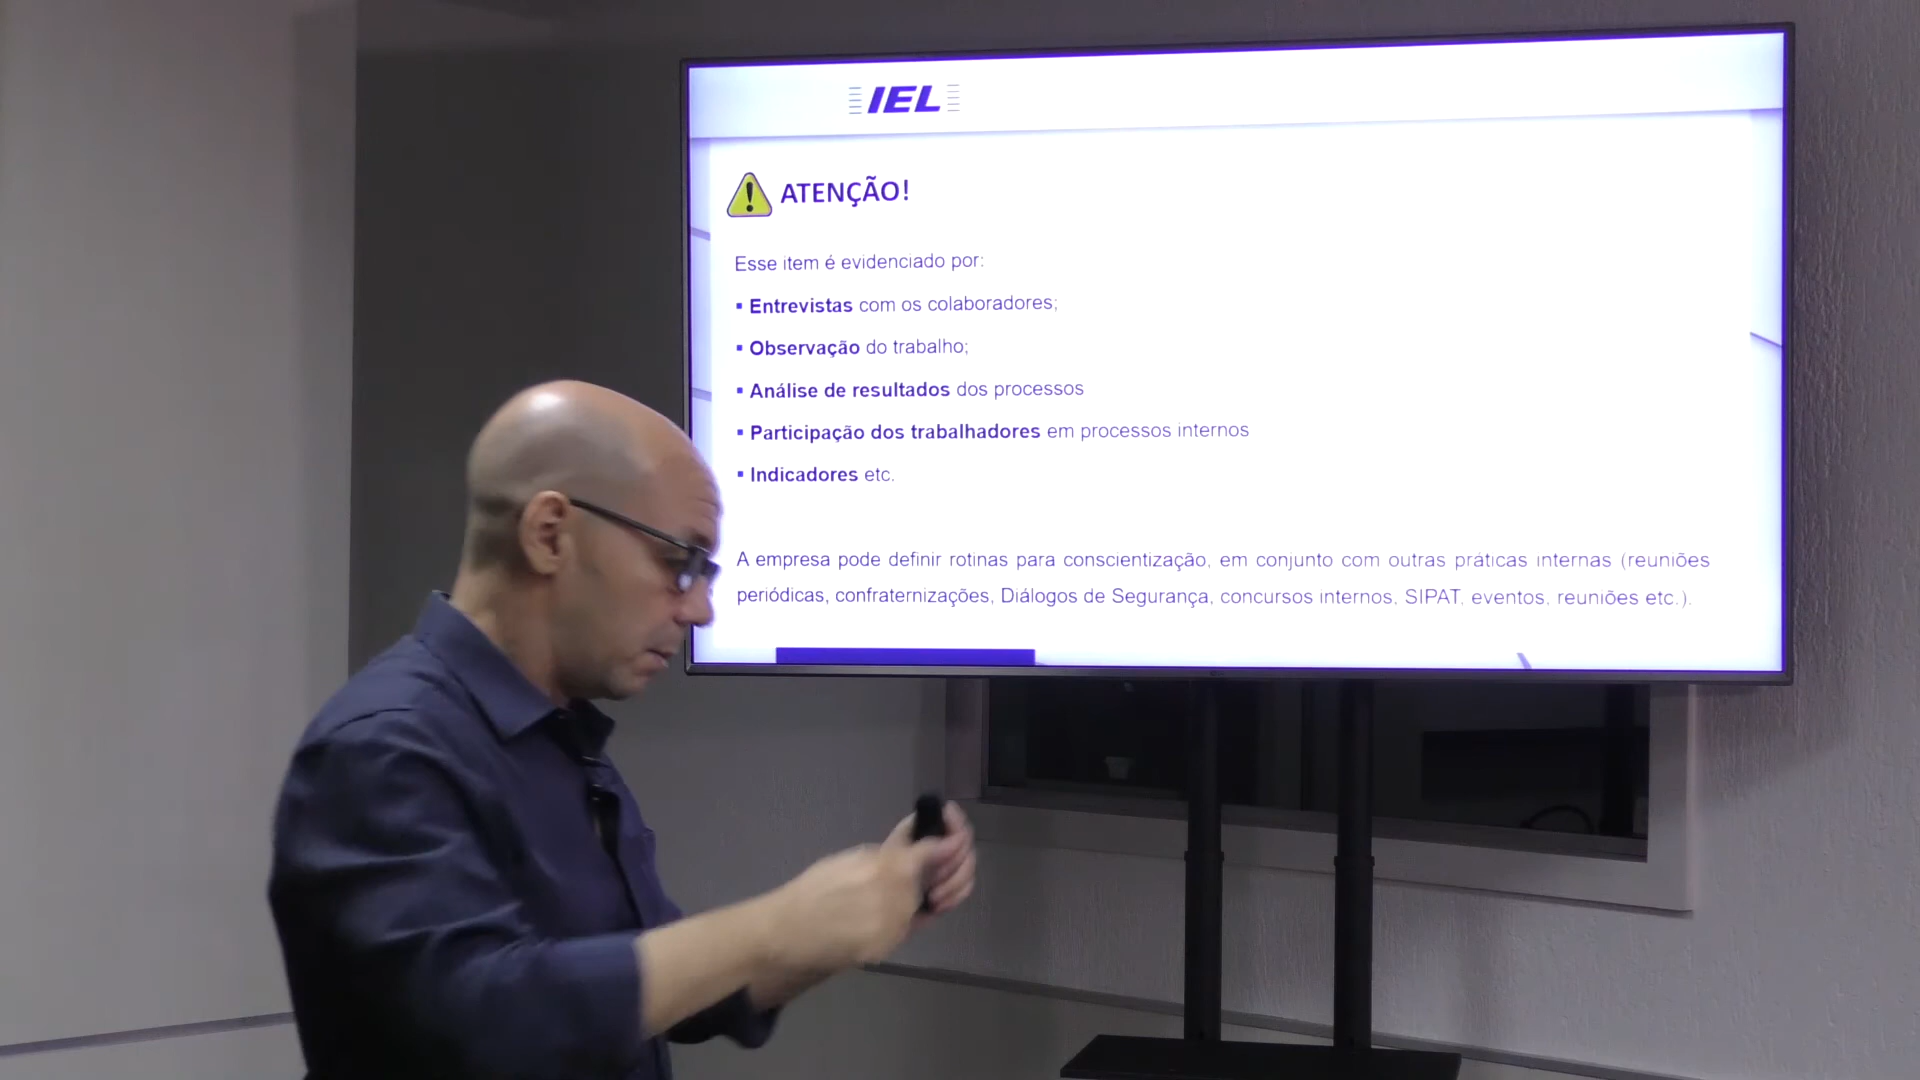 IEL
ATENÇÃO!
Esse item é evidenciado por:
▪ Entrevistas com os colaboradores;
▪ Observação do trabalho;
▪ Análise de resultados dos processos
▪ Participação dos trabalhadores em processos internos
▪ Indicadores etc.
A empresa pode definir rotinas para conscientização, em conjunto com outras práticas internas (reuniões
periódicas, confraternizações, Diálogos de Segurança, concursos internos, SIPAT, eventos, reuniões etc.).